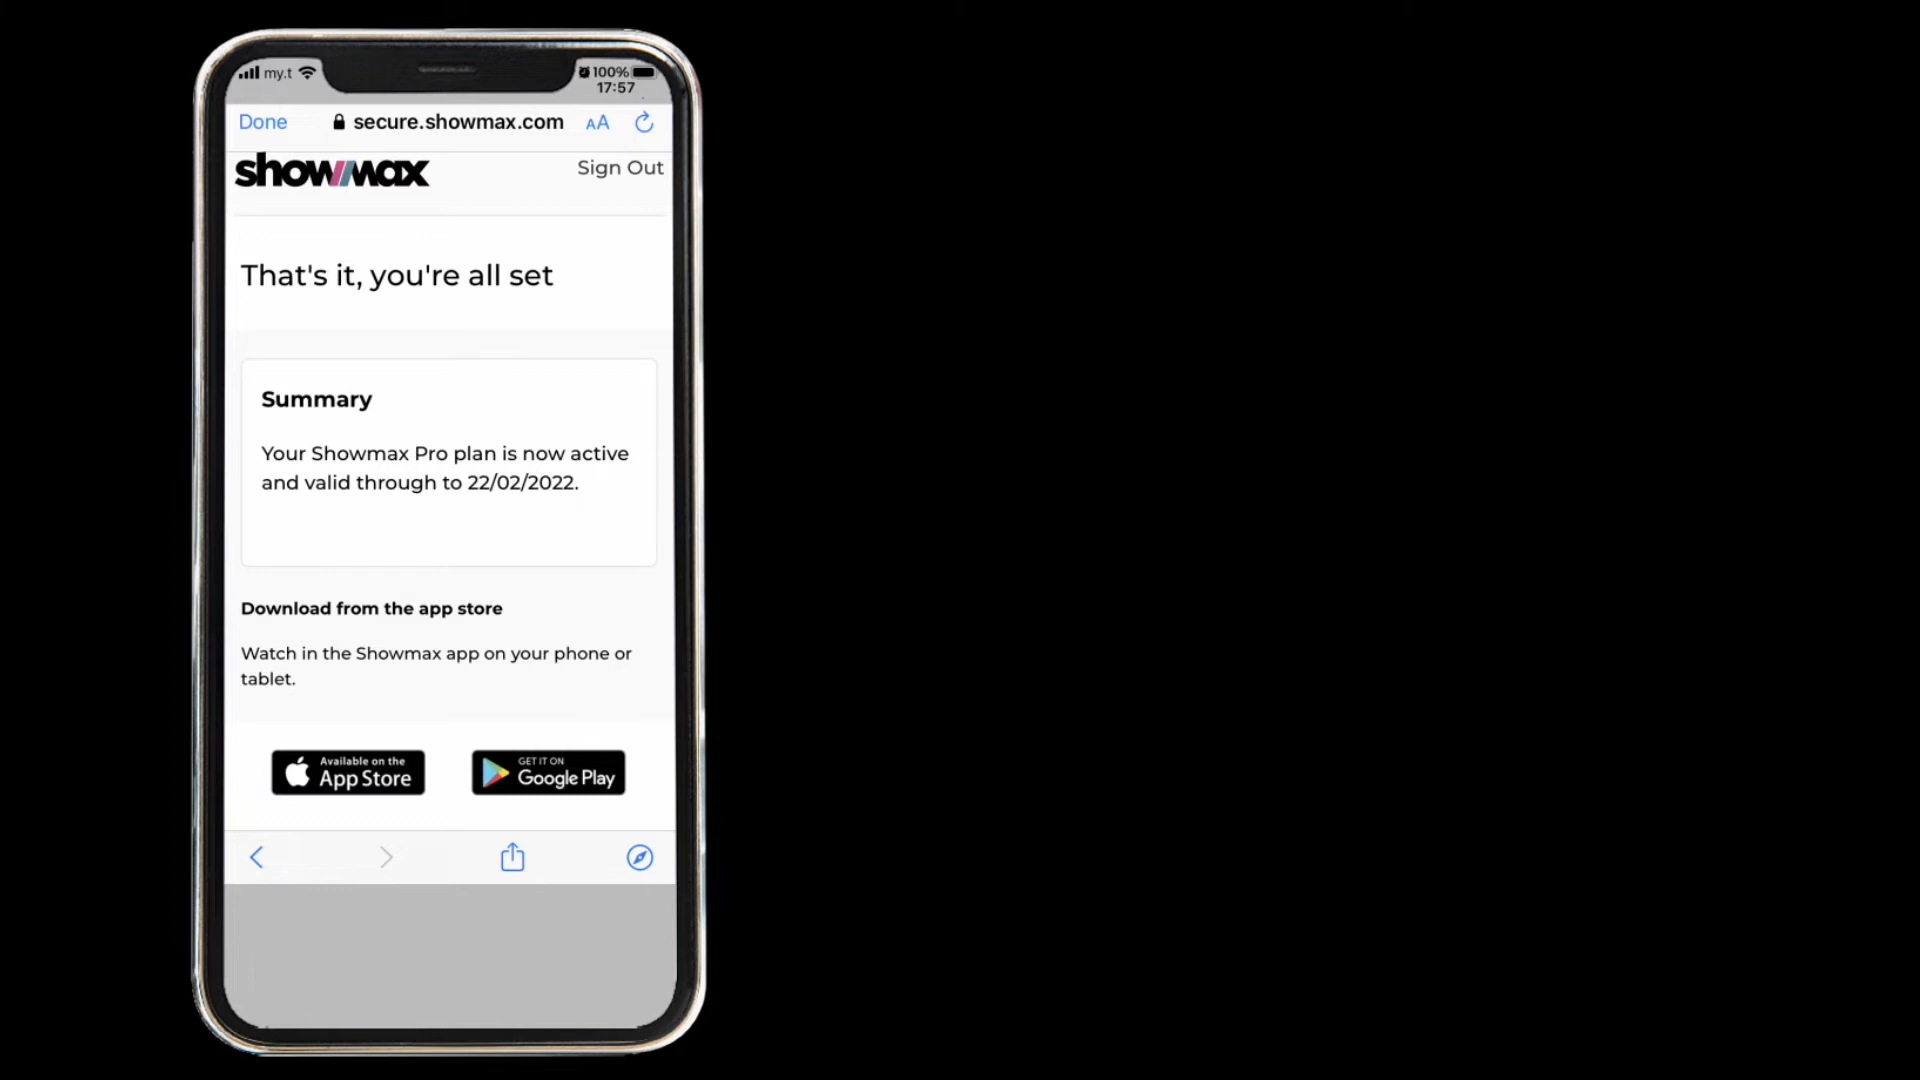 my.t 100%
17:57
Done secure.showmax.com AA
showmax Sign Out
That's it, you're all set
Summary
Your Showmax Pro plan is now active
and valid through to 22/02/2022.
Download from the app store
Watch in the Showmax app on your phone or
tablet.
Available on the
App Store
GET IT ON
Google Play